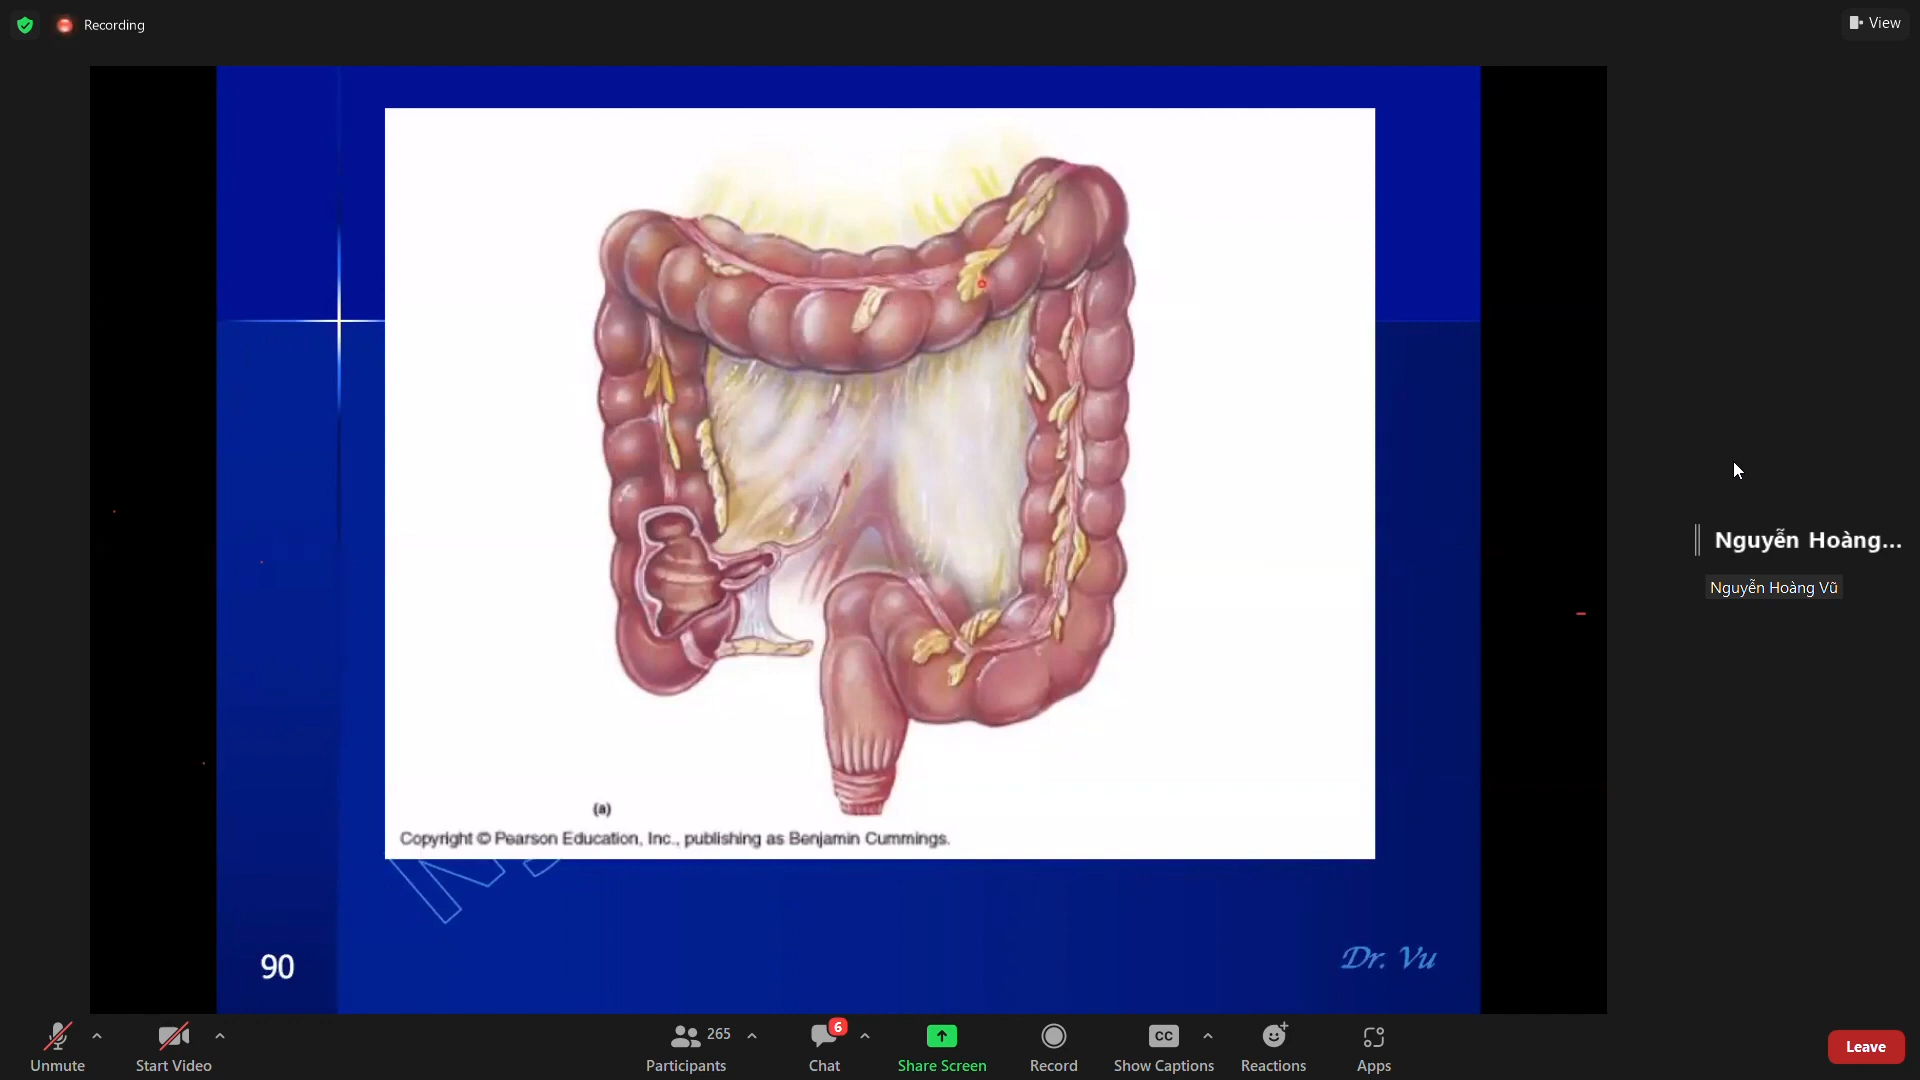 Recording
View
(a)
Copyright © Pearson Education, Inc., publishing as Benjamin Cummings.
Nguyễn Hoàng...
Nguyễn Hoàng Vũ
90
Dr. Vu
Unmute
Start Video
265
Participants
6
Chat
Share Screen
Record
CC
Show Captions
Reactions
Apps
Leave